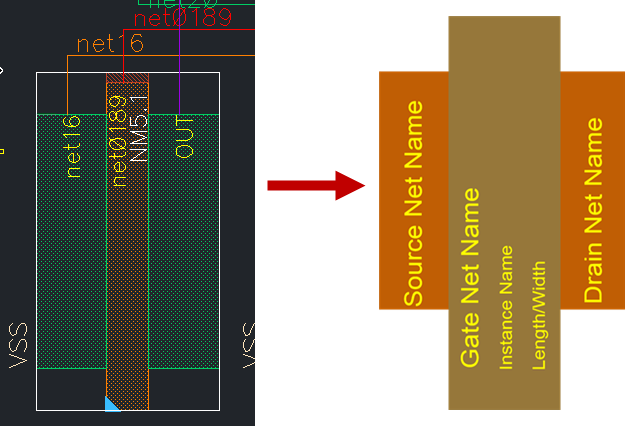 net20
net0189
net16
net16
net0189
NM5.1
OUT
VSS
VSS
Source Net Name
Gate Net Name
Instance Name
Length/Width
Drain Net Name